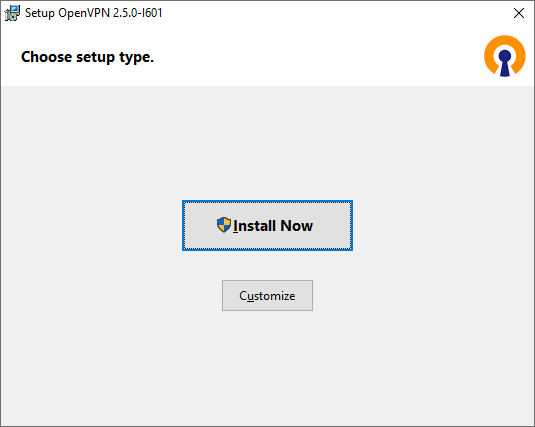 Setup OpenVPN 2.5.0-I601
Choose setup type.
Install Now
Customize